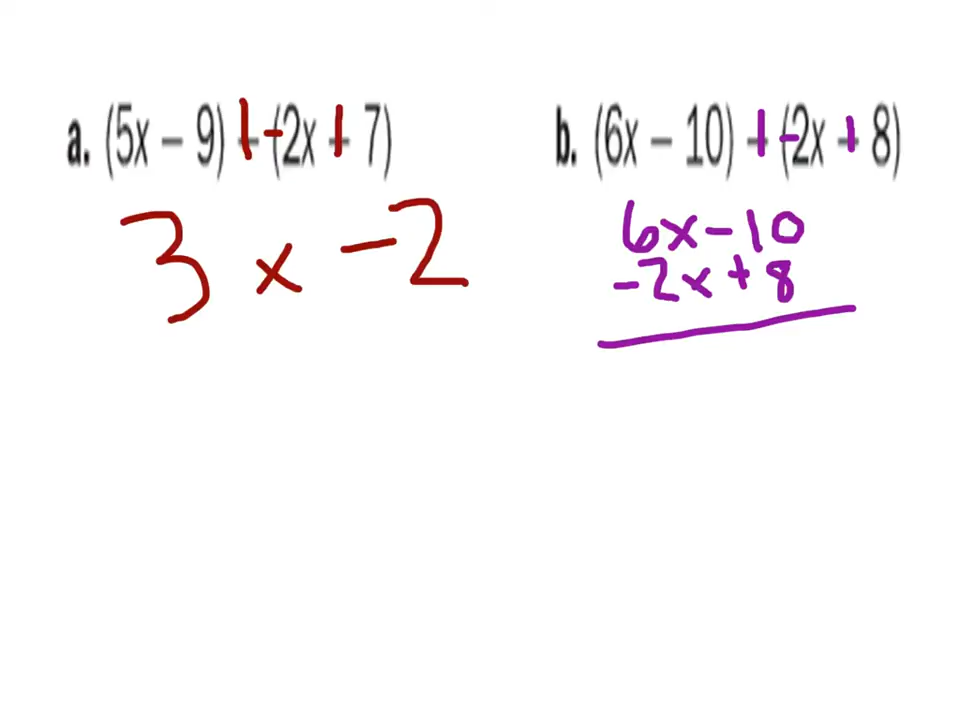 a. (5x − 9) + (-2x + 7)
3x -2
b. (6x − 10) + (-2x + 8)
6x - 10
-2x + 8